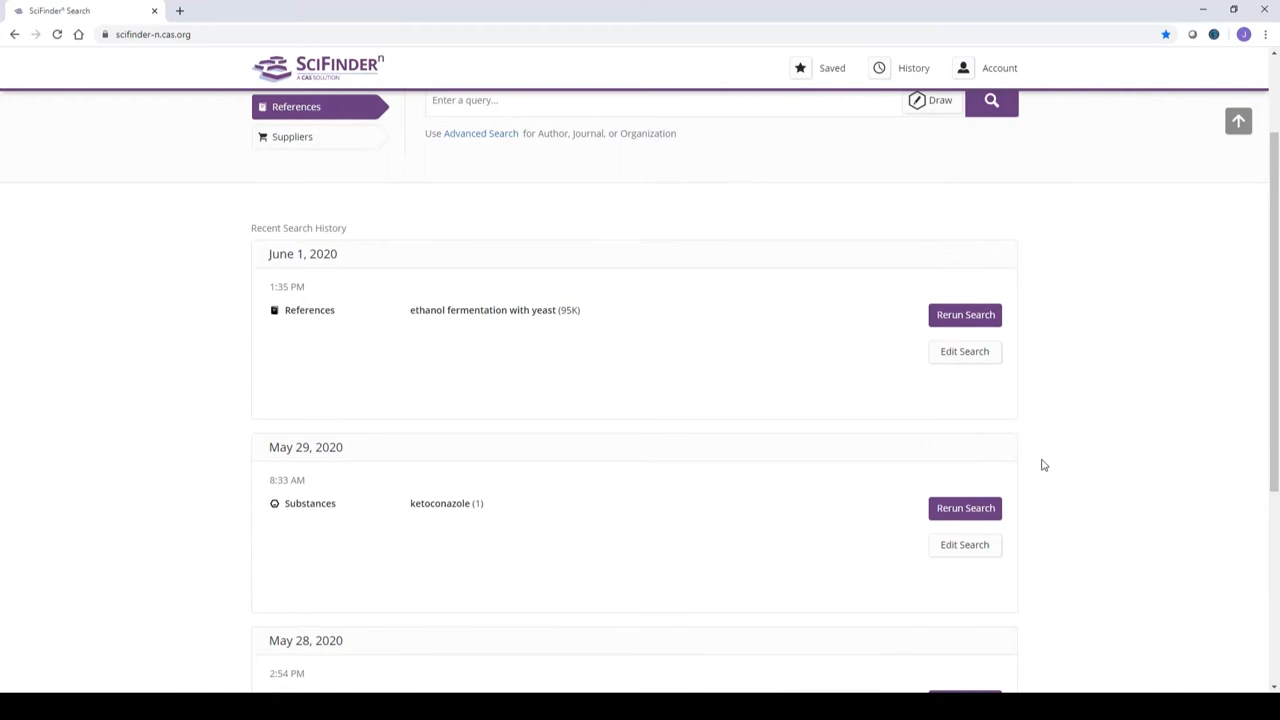 SciFinderⁿ Search
scifinder-n.cas.org
J
SCIFINDERⁿ
A CAS SOLUTION
Saved
History
Account
References
Enter a query...
Draw
Suppliers
Use Advanced Search for Author, Journal, or Organization
Recent Search History
June 1, 2020
1:35 PM
References ethanol fermentation with yeast (95K)
Rerun Search
Edit Search
May 29, 2020
8:33 AM
Substances ketoconazole (1)
Rerun Search
Edit Search
May 28, 2020
2:54 PM